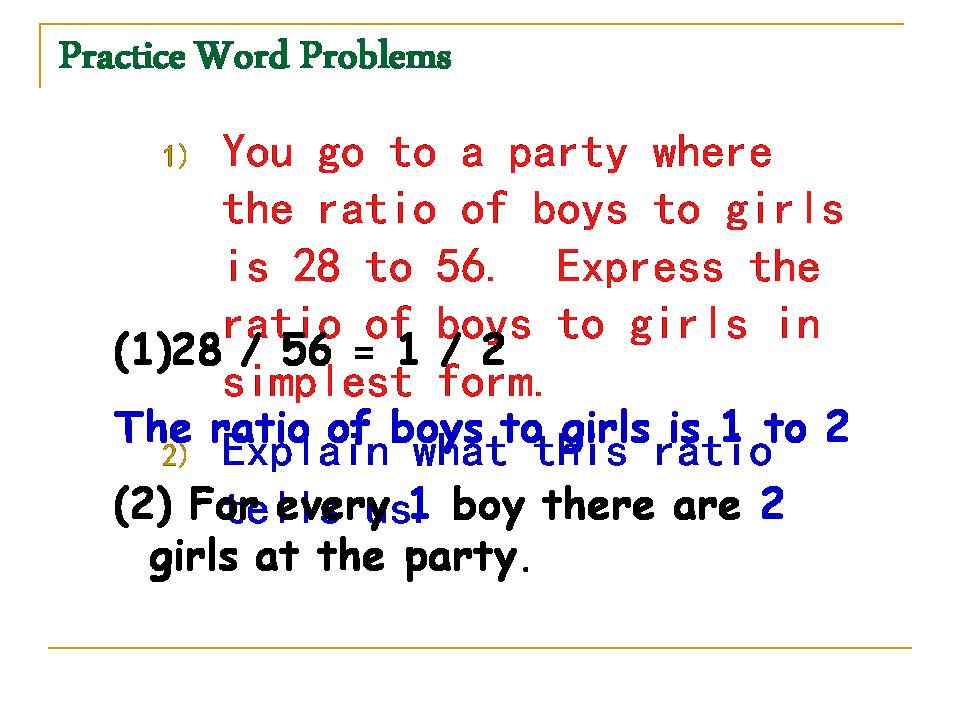 Practice Word Problems
1) You go to a party where
the ratio of boys to girls
is 28 to 56. Express the
ratio of boys to girls in
simplest form.
2) Explain what this ratio
tells us.
(1)28 / 56 = 1 / 2
The ratio of boys to girls is 1 to 2
(2) For every 1 boy there are 2
girls at the party.